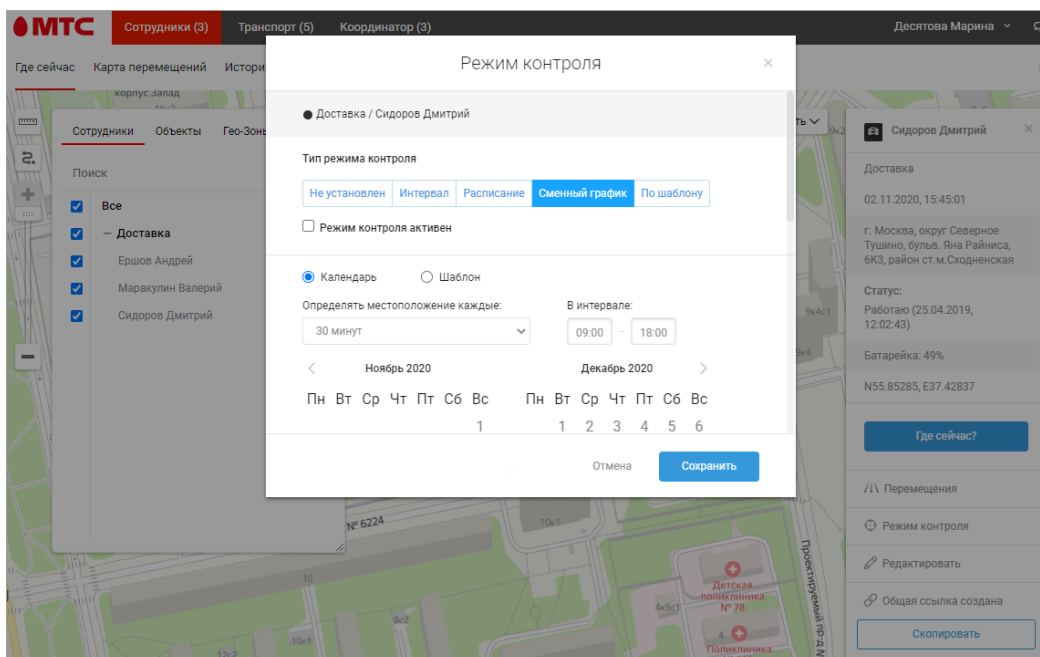 МТС
Сотрудники (3)
Транспорт (5)
Координатор (3)
Десятова Марина
Где сейчас
Карта перемещений
Истори
корпус Запад
Сотрудники
Объекты
Гео-Зоны
Поиск
Все
– Доставка
Ершов Андрей
Маракулин Валерий
Сидоров Дмитрий
Режим контроля
Доставка / Сидоров Дмитрий
Тип режима контроля
Не установлен
Интервал
Расписание
Сменный график
По шаблону
Режим контроля активен
Календарь
Шаблон
Определять местоположение каждые:
В интервале:
30 минут
09:00 – 18:00
Ноябрь 2020
Декабрь 2020
Пн Вт Ср Чт Пт Сб Вс
Пн Вт Ср Чт Пт Сб Вс
1
1 2 3 4 5 6
Отмена
Сохранить
Сидоров Дмитрий
Доставка
02.11.2020, 15:45:01
г. Москва, округ Северное
Тушино, бульв. Яна Райниса,
6К3, район ст.м.Сходненская
Статус:
Работаю (25.04.2019,
12:02:43)
Батарейка: 49%
N55.85285, E37.42837
Где сейчас?
Перемещения
Режим контроля
Редактировать
Общая ссылка создана
Скопировать
9к4с1
9к4
№ 6224
10к1
10
8к2
10к1
12к2
4к5с1
4
Детская
поликлиника
№ 78
Поликлиника
Проектируемый пр-д №